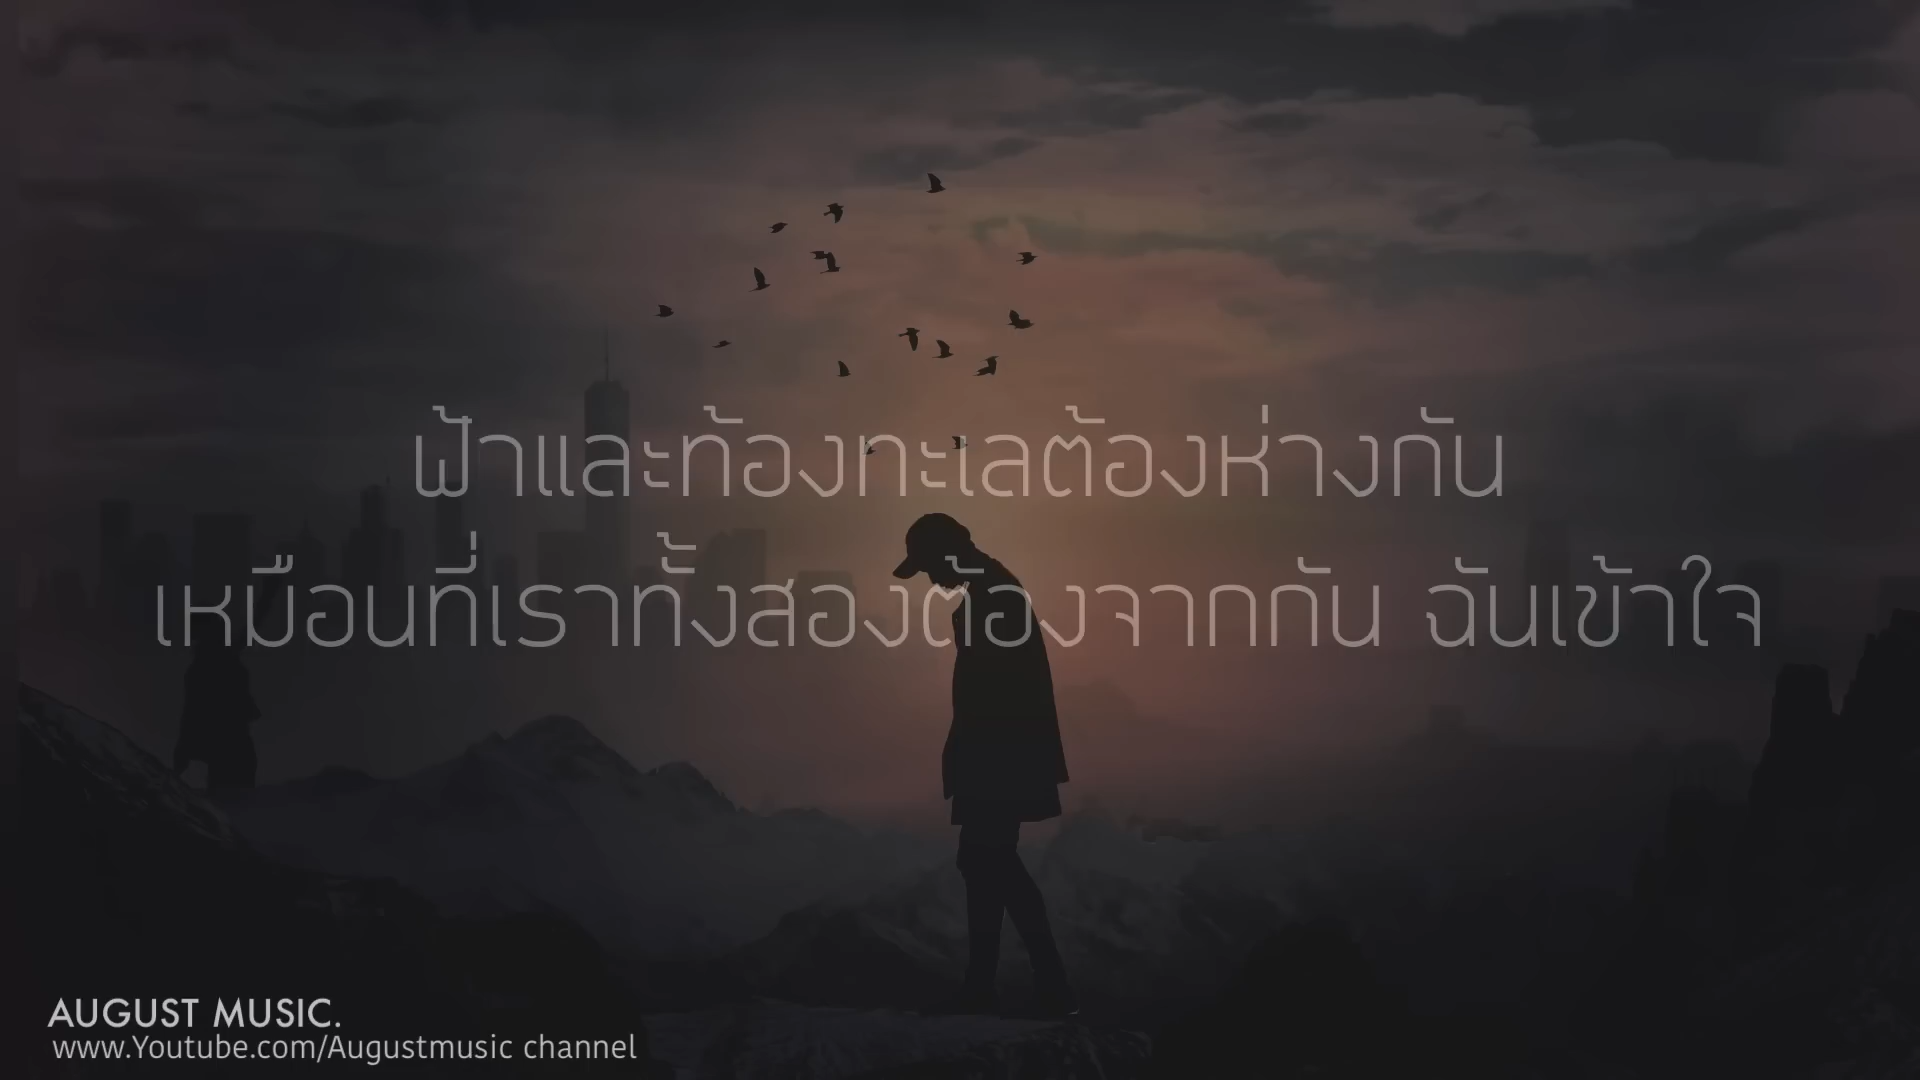 ฟ้าและท้องทะเลต้องห่างกัน
เหมือนที่เราทั้งสองต้องจากกัน ฉันเข้าใจ
AUGUST MUSIC.
www.Youtube.com/Augustmusic channel